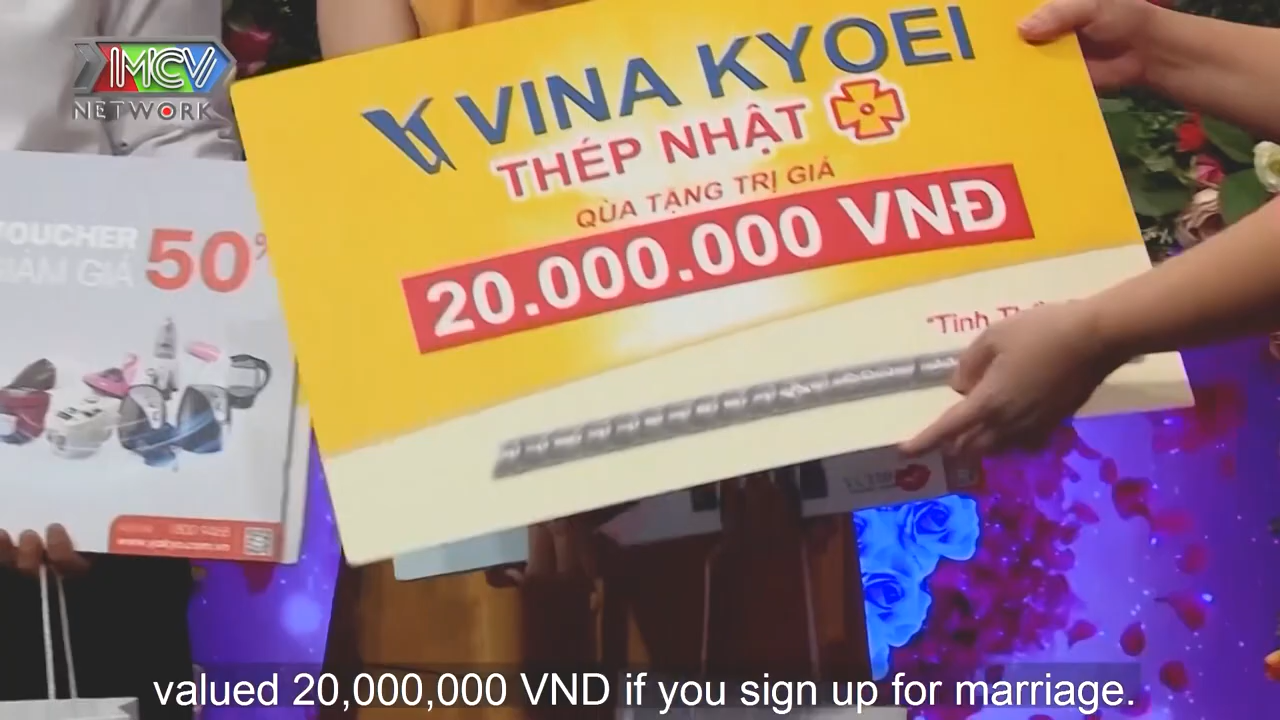 MCV
NETWORK
VINA KYOEI
THÉP NHẬT
QÙA TẶNG TRỊ GIÁ
20.000.000 VNĐ
"Tình
VOUCHER
GIẢM GIÁ
50%
valued 20,000,000 VND if you sign up for marriage.